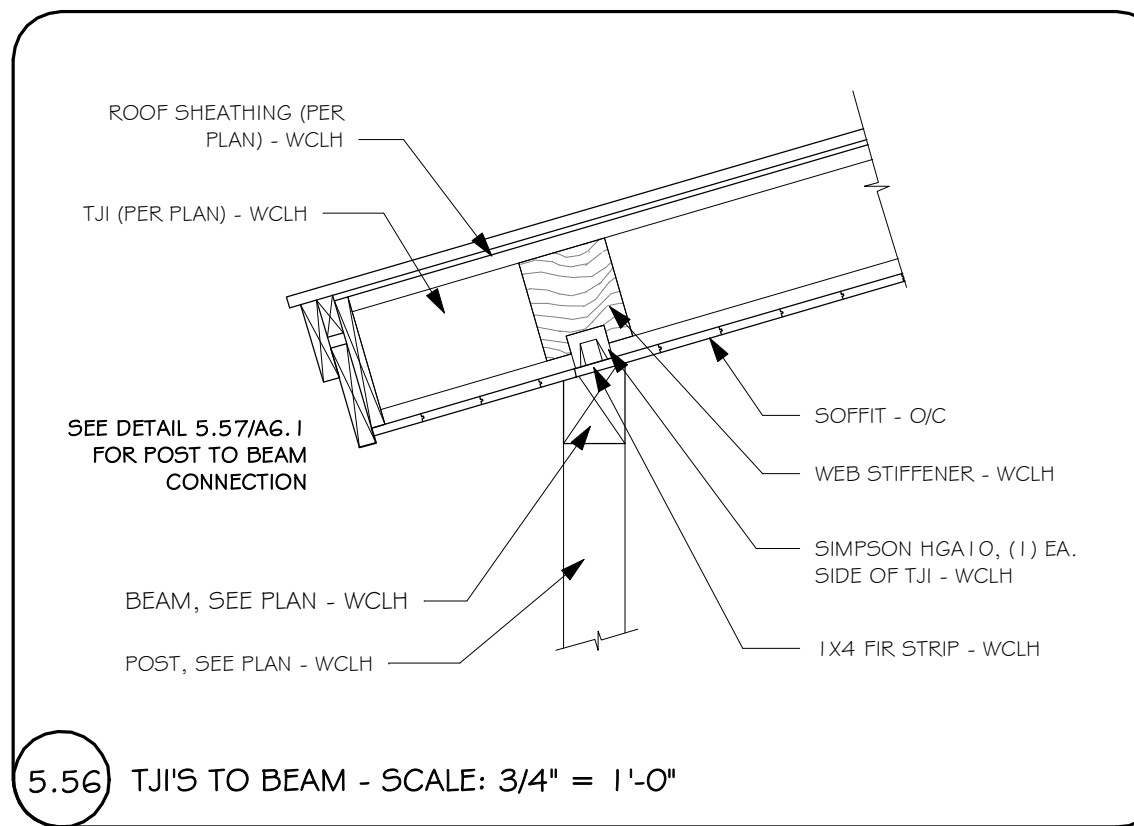 ROOF SHEATHING (PER
PLAN) - WCLH
TJI (PER PLAN) - WCLH
SEE DETAIL 5.57/A6.1
FOR POST TO BEAM
CONNECTION
BEAM, SEE PLAN - WCLH
POST, SEE PLAN - WCLH
SOFFIT - O/C
WEB STIFFENER - WCLH
SIMPSON HGA10, (1) EA.
SIDE OF TJI - WCLH
1X4 FIR STRIP - WCLH
5.56 TJI'S TO BEAM - SCALE: 3/4" = 1'-0"